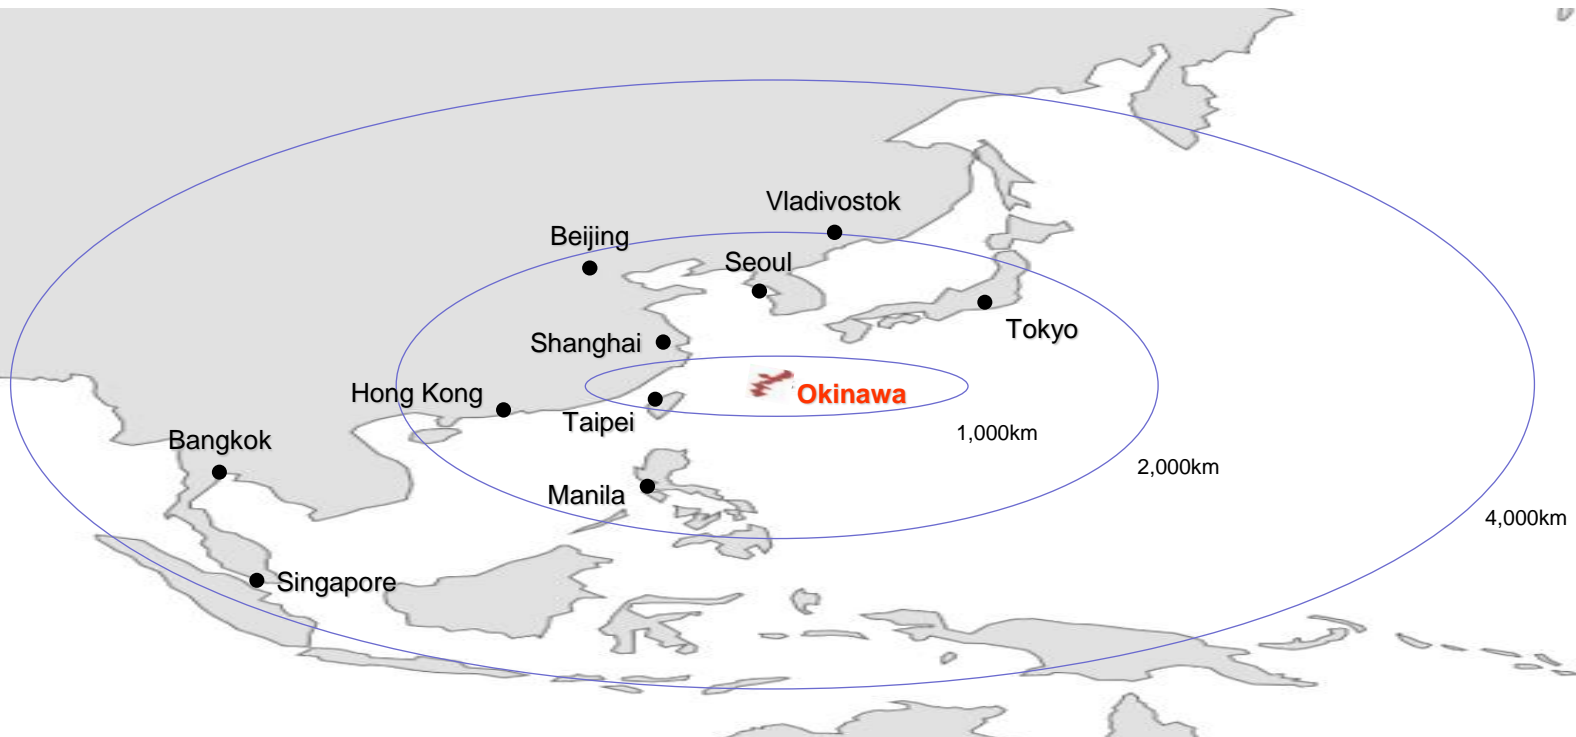 Vladivostok
Beijing
Seoul
Tokyo
Shanghai
Hong Kong
Okinawa
Taipei
1,000km
Bangkok
2,000km
Manila
4,000km
Singapore